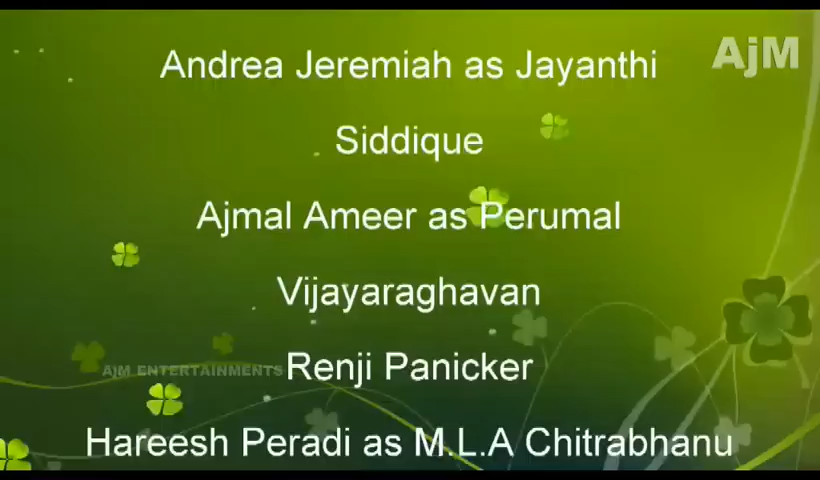 AjM
Andrea Jeremiah as Jayanthi
Siddique
Ajmal Ameer as Perumal
Vijayaraghavan
AjM ENTERTAINMENTS
Renji Panicker
Hareesh Peradi as M.L.A Chitrabhanu